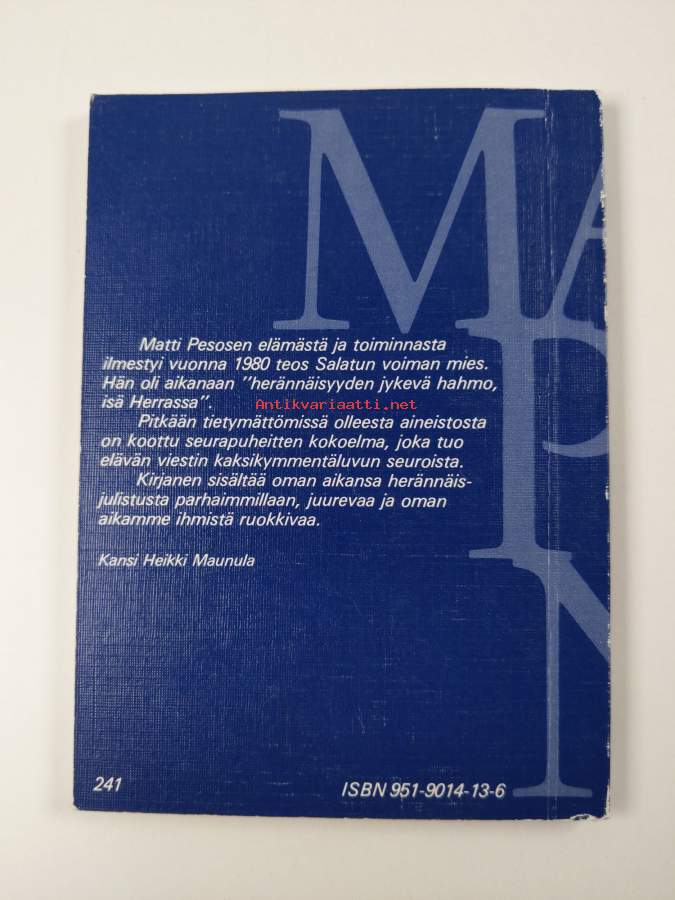 MA
P
N
Matti Pesosen elämästä ja toiminnasta
ilmestyi vuonna 1980 teos Salatun voiman mies.
Hän oli aikanaan ''herännäisyyden jykevä hahmo,
isä Herrassa''.
Antikvariaatti.net
Pitkään tietymättömissä olleesta aineistosta
on koottu seurapuheitten kokoelma, joka tuo
elävän viestin kaksikymmentäluvun seuroista.
Kirjanen sisältää oman aikansa herännäis-
julistusta parhaimmillaan, juurevaa ja oman
aikamme ihmistä ruokkivaa.
Kansi Heikki Maunula
241
ISBN 951-9014-13-6